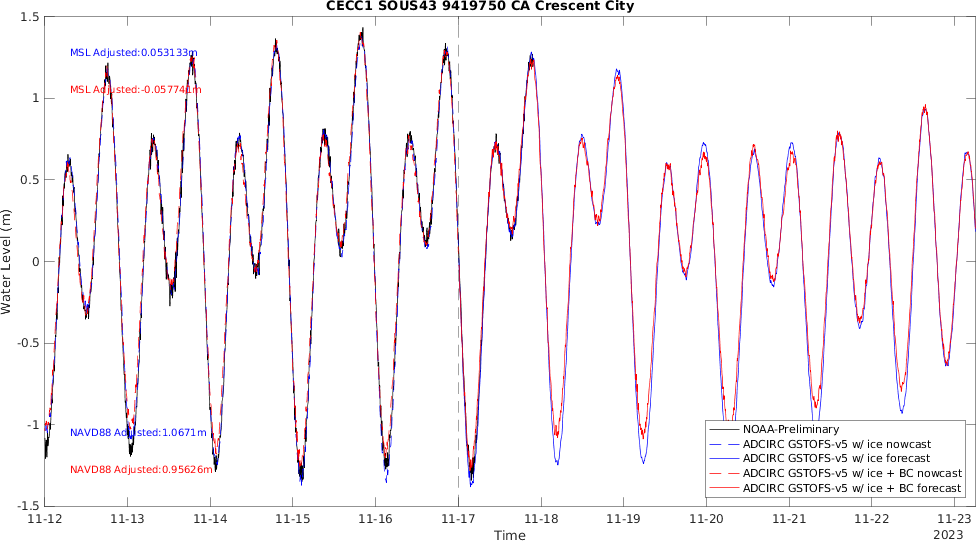 CECC1 SOUS43 9419750 CA Crescent City
1.5
1
0.5
0
-0.5
-1
-1.5
Water Level (m)
MSL Adjusted:0.053133m
MSL Adjusted:-0.057741m
NAVD88 Adjusted:1.0671m
NAVD88 Adjusted:0.95626m
NOAA-Preliminary
ADCIRC GSTOFS-v5 w/ ice nowcast
ADCIRC GSTOFS-v5 w/ ice forecast
ADCIRC GSTOFS-v5 w/ ice + BC nowcast
ADCIRC GSTOFS-v5 w/ ice + BC forecast
11-12 11-13 11-14 11-15 11-16 11-17 11-18 11-19 11-20 11-21 11-22 11-23
Time
2023